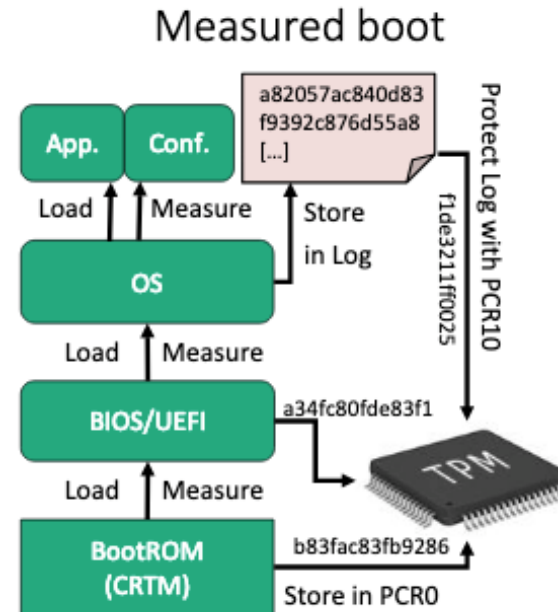 Measured boot
a82057ac840d83
f9392c876d55a8
[...]
App.
Conf.
Protect Log with PCR10
f1de3211ff0025
Load
Measure
Store
in Log
OS
Load
Measure
a34fc80fde83f1
BIOS/UEFI
TPM
Load
Measure
b83fac83fb9286
BootROM
(CRTM)
Store in PCR0